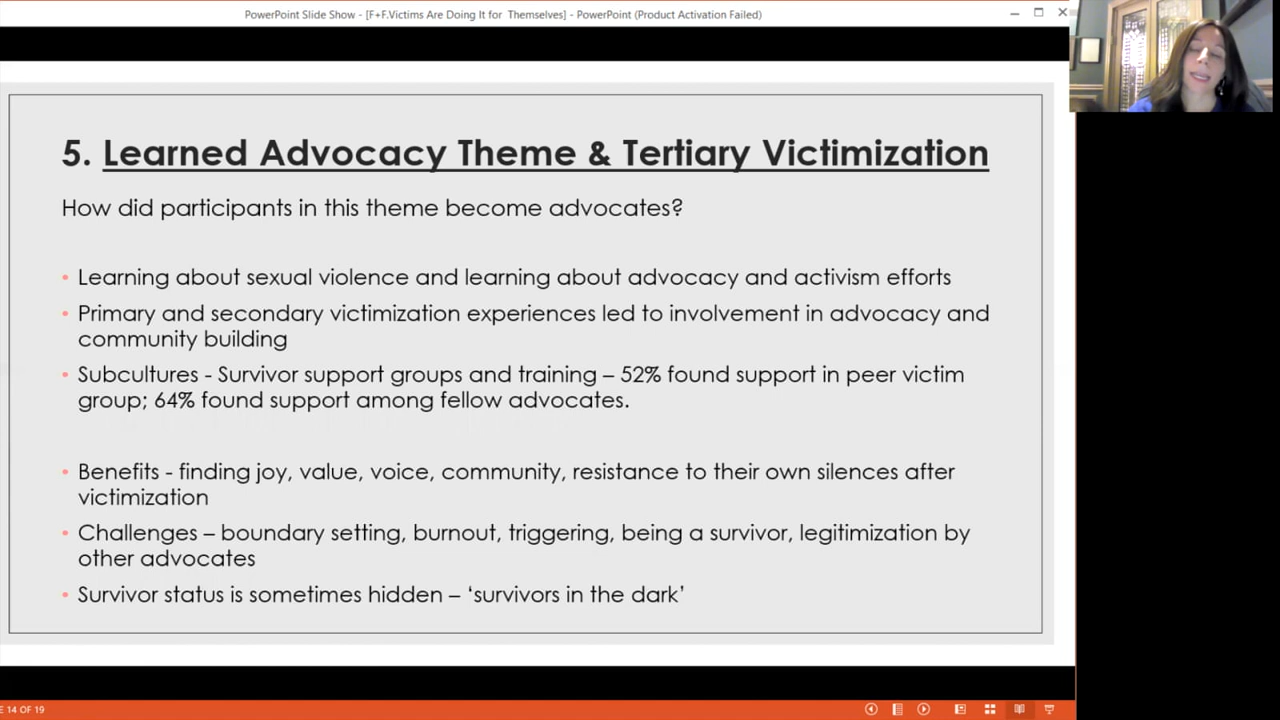 PowerPoint Slide Show - [F+F.Victims Are Doing It for Themselves] - PowerPoint (Product Activation Failed)
5. Learned Advocacy Theme & Tertiary Victimization
How did participants in this theme become advocates?
• Learning about sexual violence and learning about advocacy and activism efforts
• Primary and secondary victimization experiences led to involvement in advocacy and
community building
• Subcultures - Survivor support groups and training – 52% found support in peer victim
group; 64% found support among fellow advocates.
• Benefits - finding joy, value, voice, community, resistance to their own silences after
victimization
• Challenges – boundary setting, burnout, triggering, being a survivor, legitimization by
other advocates
• Survivor status is sometimes hidden – ‘survivors in the dark’
E 14 OF 19